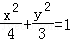 x²/4 + y²/3 = 1